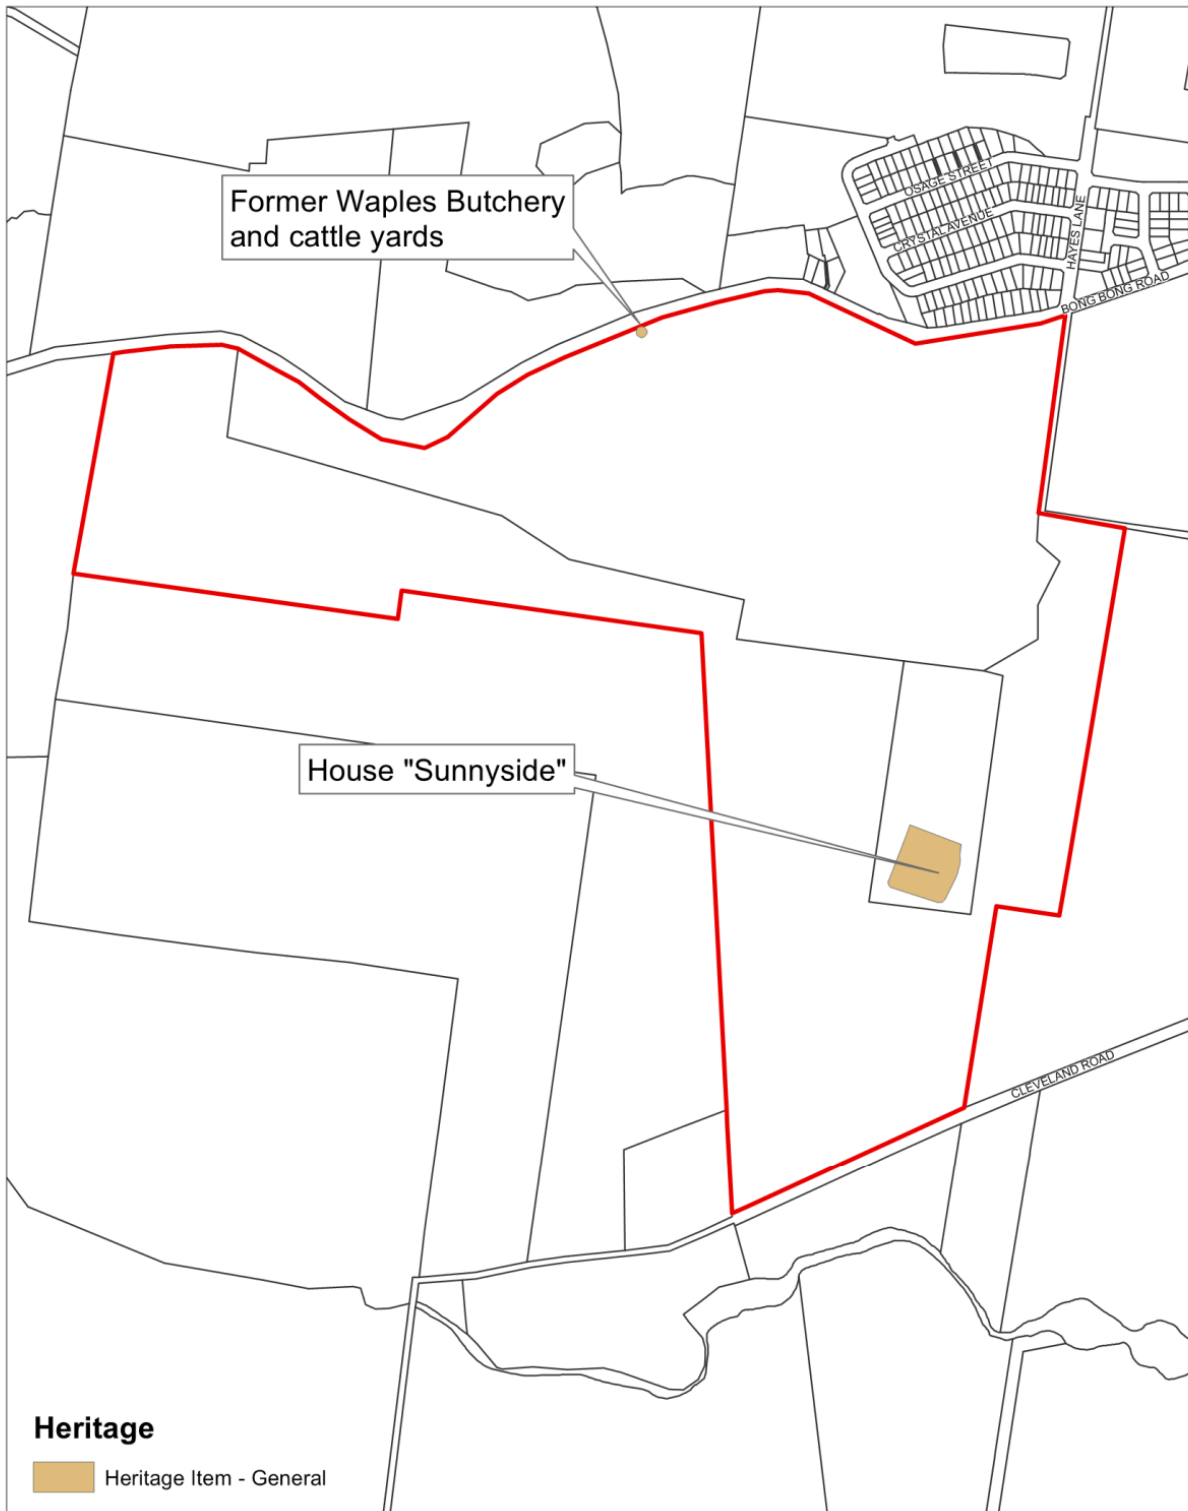 OSAGE STREET
Former Waples Butchery
and cattle yards
CRYSTAL AVENUE
HAYES LANE
BONG BONG ROAD
House "Sunnyside"
CLEVELAND ROAD
Heritage
Heritage Item - General